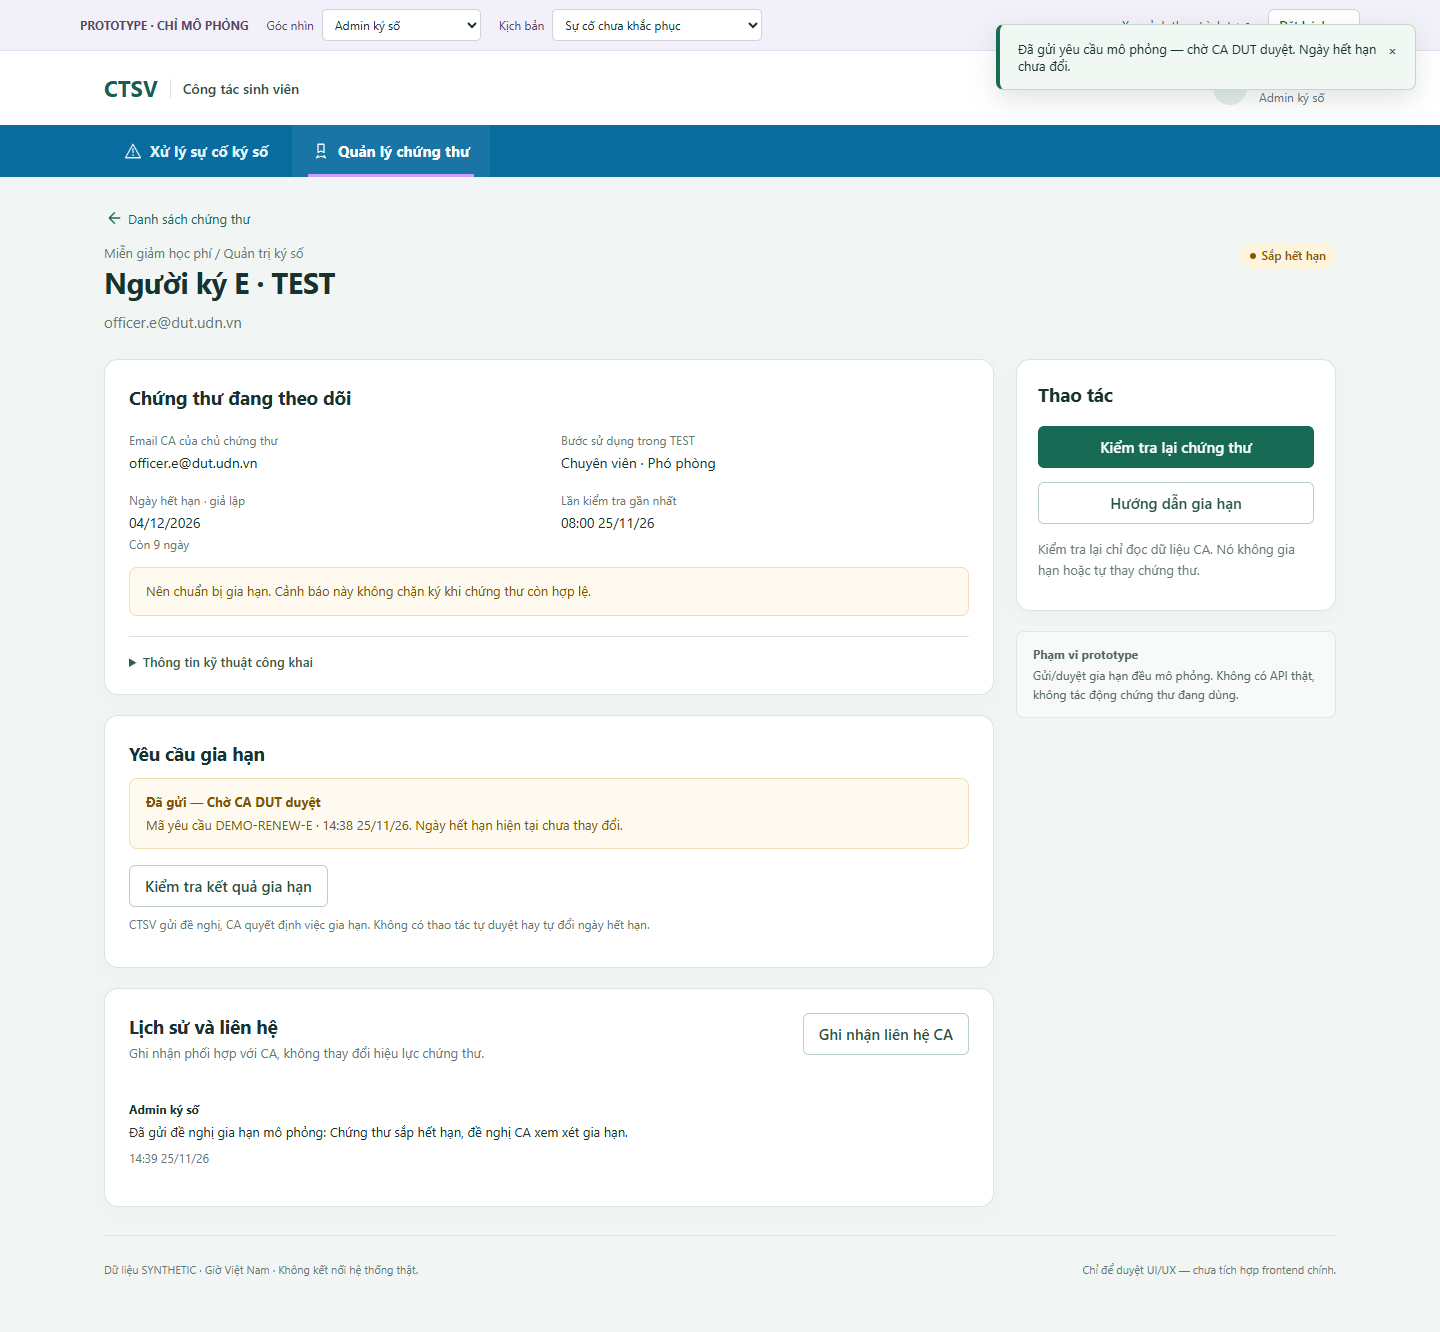 PROTOTYPE · CHỈ MÔ PHỎNG
Góc nhìn
Admin ký số
Kịch bản
Sự cố chưa khắc phục
Đã gửi yêu cầu mô phỏng — chờ CA DUT duyệt. Ngày hết hạn
chưa đổi.
×
CTSV
Công tác sinh viên
Admin ký số
Xử lý sự cố ký số
Quản lý chứng thư
Danh sách chứng thư
Miễn giảm học phí / Quản trị ký số
Người ký E · TEST
officer.e@dut.udn.vn
Sắp hết hạn
Chứng thư đang theo dõi
Email CA của chủ chứng thư
officer.e@dut.udn.vn
Bước sử dụng trong TEST
Chuyên viên · Phó phòng
Ngày hết hạn · giả lập
04/12/2026
Còn 9 ngày
Lần kiểm tra gần nhất
08:00 25/11/26
Nên chuẩn bị gia hạn. Cảnh báo này không chặn ký khi chứng thư còn hợp lệ.
Thông tin kỹ thuật công khai
Thao tác
Kiểm tra lại chứng thư
Hướng dẫn gia hạn
Kiểm tra lại chỉ đọc dữ liệu CA. Nó không gia
hạn hoặc tự thay chứng thư.
Phạm vi prototype
Gửi/duyệt gia hạn đều mô phỏng. Không có API thật,
không tác động chứng thư đang dùng.
Yêu cầu gia hạn
Đã gửi — Chờ CA DUT duyệt
Mã yêu cầu DEMO-RENEW-E · 14:38 25/11/26. Ngày hết hạn hiện tại chưa thay đổi.
Kiểm tra kết quả gia hạn
CTSV gửi đề nghị, CA quyết định việc gia hạn. Không có thao tác tự duyệt hay tự đổi ngày hết hạn.
Lịch sử và liên hệ
Ghi nhận phối hợp với CA, không thay đổi hiệu lực chứng thư.
Ghi nhận liên hệ CA
Admin ký số
Đã gửi đề nghị gia hạn mô phỏng: Chứng thư sắp hết hạn, đề nghị CA xem xét gia hạn.
14:39 25/11/26
Dữ liệu SYNTHETIC · Giờ Việt Nam · Không kết nối hệ thống thật.
Chỉ để duyệt UI/UX — chưa tích hợp frontend chính.